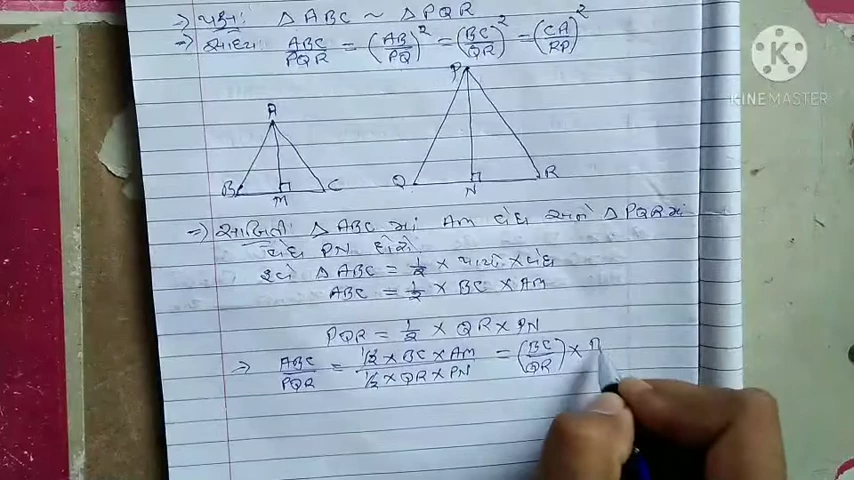 ⇒ પક્ષ: △ ABC ~ △ PQR
⇒ સાધ્ય: ABC/PQR = (AB/PQ)² = (BC/QR)² = (CA/RP)²
A
B M C
P
Q N R
⇒ સાબિતી: △ ABC માં AM વેધ અને △ PQR માં
વેધ PN દોરો
હવે △ ABC = 1/2 × પાયો × વેધ
ABC = 1/2 × BC × AM
PQR = 1/2 × QR × PN
⇒ ABC/PQR = (1/2 × BC × AM)/(1/2 × QR × PN) = (BC/QR) ×
KINEMASTER